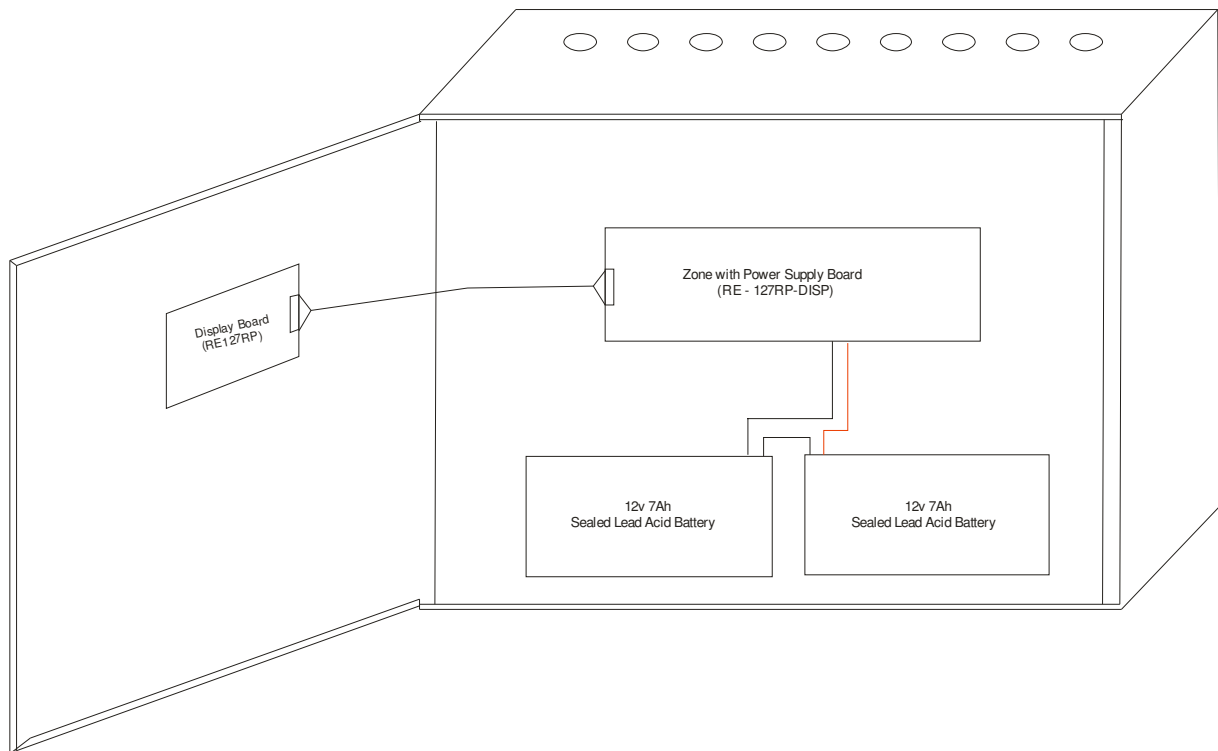 Zone with Power Supply Board
(RE - 127RP-DISP)
Display Board
(RE127RP)
12v 7Ah
Sealed Lead Acid Battery
12v 7Ah
Sealed Lead Acid Battery